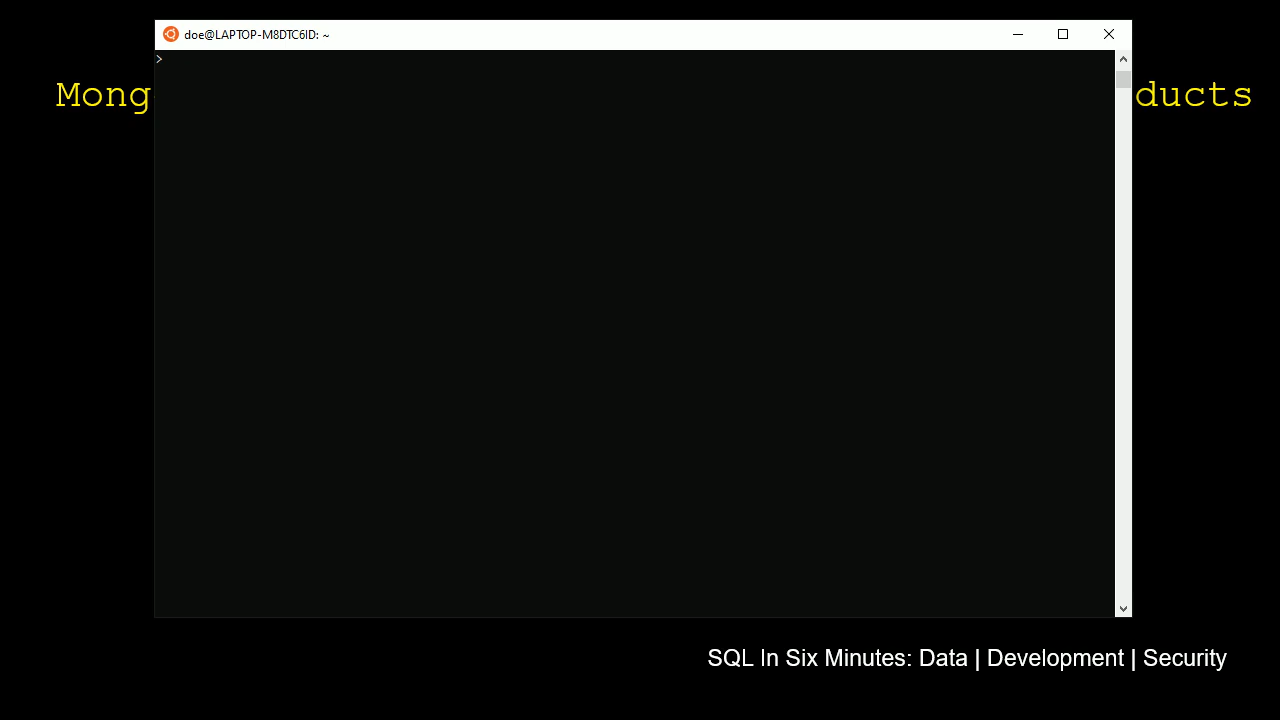 doe@LAPTOP-M8DTC6ID: ~
>
Mong ducts
SQL In Six Minutes: Data | Development | Security